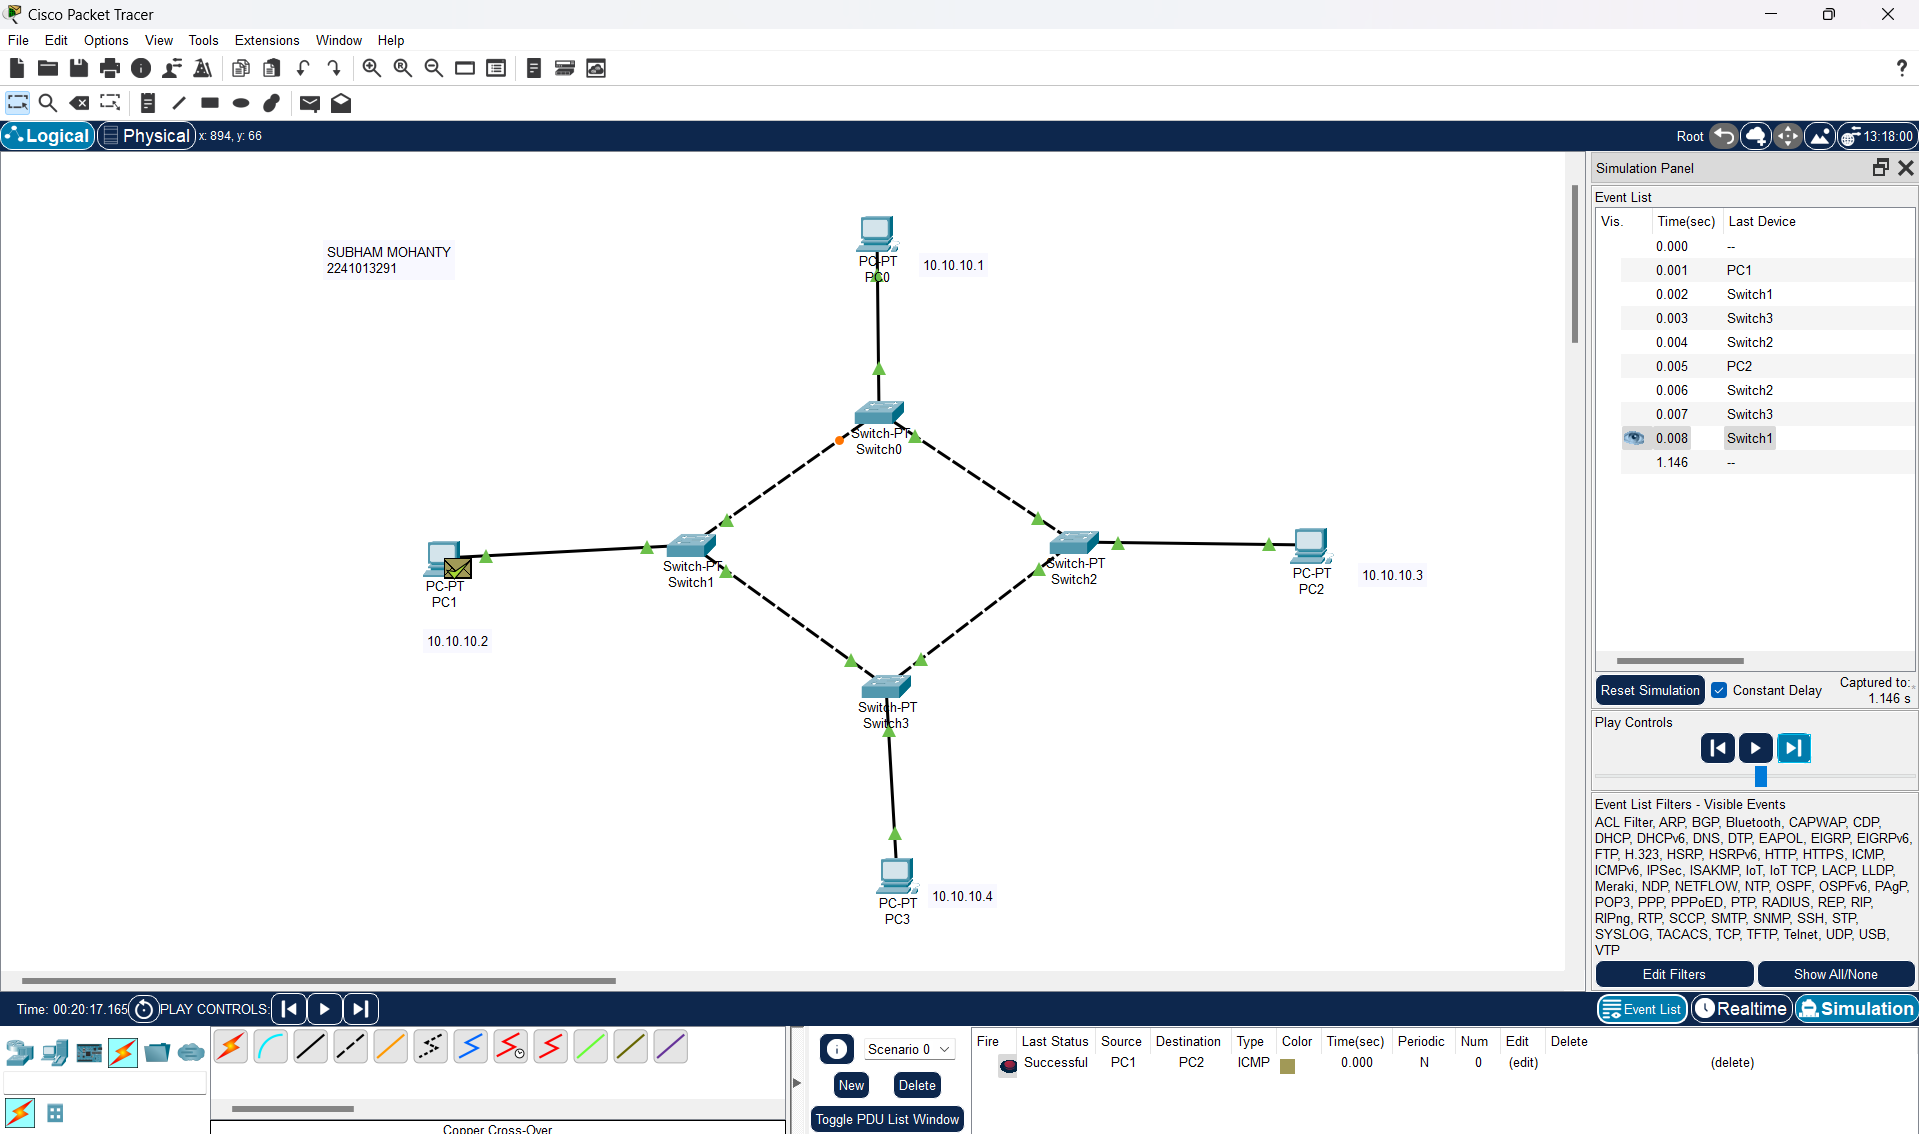 Cisco Packet Tracer
File Edit Options View Tools Extensions Window Help
?
Logical Physical x: 894, y: 66 Root 13:18:00
SUBHAM MOHANTY
2241013291
PC-PT
PC0
10.10.10.1
Switch-PT
Switch0
PC-PT
PC1
10.10.10.2
Switch-PT
Switch1
Switch-PT
Switch2
PC-PT
PC2
10.10.10.3
Switch-PT
Switch3
PC-PT
PC3
10.10.10.4
Simulation Panel
Event List
Vis. Time(sec) Last Device
0.000 --
0.001 PC1
0.002 Switch1
0.003 Switch3
0.004 Switch2
0.005 PC2
0.006 Switch2
0.007 Switch3
0.008 Switch1
1.146 --
Reset Simulation Constant Delay Captured to:
1.146 s
Play Controls
Event List Filters - Visible Events
ACL Filter, ARP, BGP, Bluetooth, CAPWAP, CDP,
DHCP, DHCPv6, DNS, DTP, EAPOL, EIGRP, EIGRPv6,
FTP, H.323, HSRP, HSRPv6, HTTP, HTTPS, ICMP,
ICMPv6, IPSec, ISAKMP, IoT, IoT TCP, LACP, LLDP,
Meraki, NDP, NETFLOW, NTP, OSPF, OSPFv6, PAgP,
POP3, PPP, PPPoED, PTP, RADIUS, REP, RIP,
RIPng, RTP, SCCP, SMTP, SNMP, SSH, STP,
SYSLOG, TACACS, TCP, TFTP, Telnet, UDP, USB,
VTP
Edit Filters Show All/None
Time: 00:20:17.165 PLAY CONTROLS: Event List Realtime Simulation
Copper Cross-Over
Scenario 0
New Delete
Toggle PDU List Window
Fire Last Status Source Destination Type Color Time(sec) Periodic Num Edit Delete
Successful PC1 PC2 ICMP 0.000 N 0 (edit) (delete)